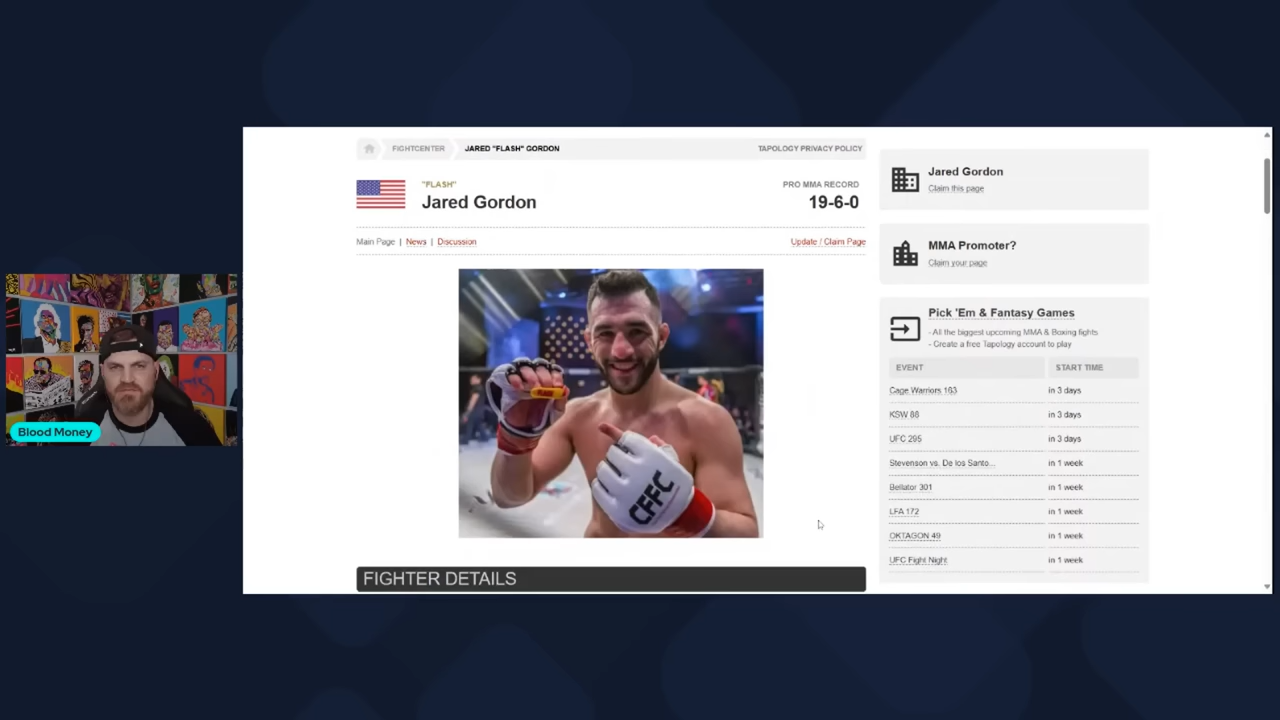 FIGHTCENTER
JARED "FLASH" GORDON
TAPOLOGY PRIVACY POLICY
"FLASH"
Jared Gordon
PRO MMA RECORD
19-6-0
Main Page | News | Discussion
Update / Claim Page
CFFC
FIGHTER DETAILS
Jared Gordon
Claim this page
MMA Promoter?
Claim your page
Pick 'Em & Fantasy Games
- All the biggest upcoming MMA & Boxing fights
- Create a free Tapology account to play
EVENT START TIME
Cage Warriors 163 in 3 days
KSW 88 in 3 days
UFC 295 in 3 days
Stevenson vs. De los Santo... in 1 week
Bellator 301 in 1 week
LFA 172 in 1 week
OKTAGON 49 in 1 week
UFC Fight Night in 1 week
Blood Money